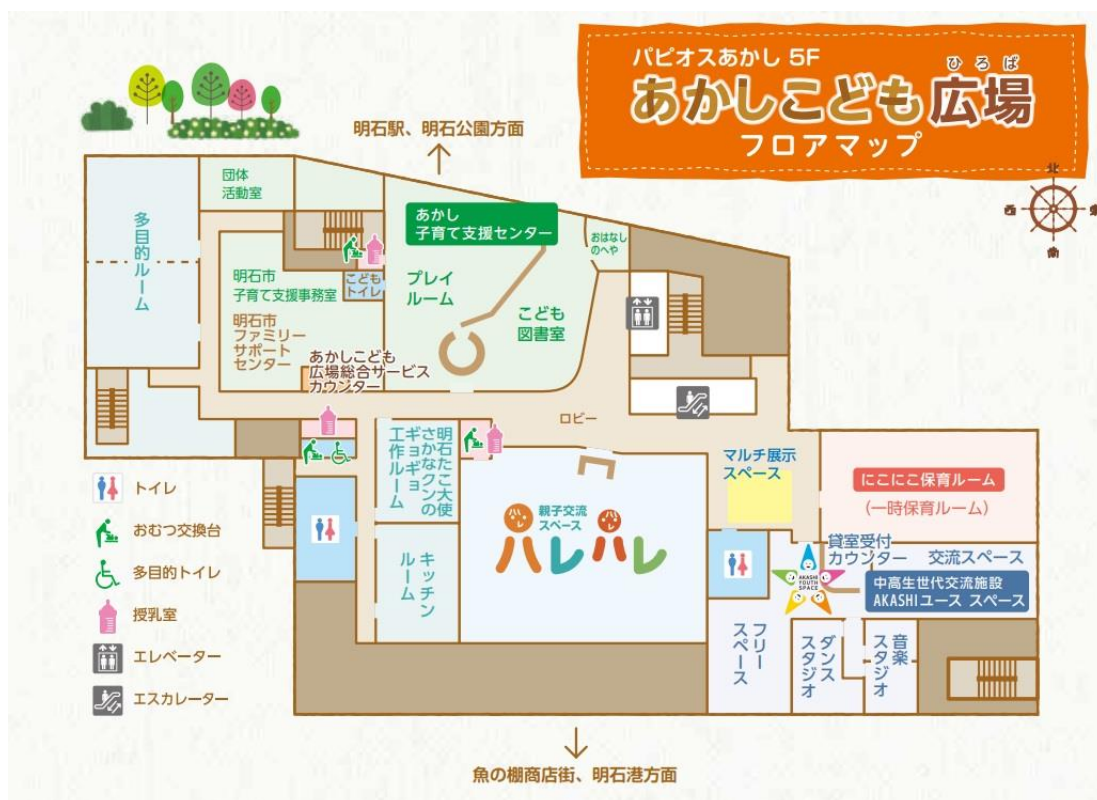 パピオスあかし 5F
ひろば
あかしこども広場
フロアマップ
明石駅、明石公園方面
北
西
東
南
団体
活動室
多目的ルーム
あかし
子育て支援センター
おはなし
のへや
明石市
子育て支援事務室
こども
トイレ
プレイ
ルーム
こども
図書室
明石市
ファミリー
サポート
センター
あかしこども
広場総合サービス
カウンター
ロビー
明石たこ大使
さかなクンの
ギョギョ
工作ルーム
マルチ展示
スペース
にこにこ保育ルーム
（一時保育ルーム）
親子交流
スペース
ハレハレ
キッチン
ルーム
貸室受付
カウンター
交流スペース
AKASHI
YOUTH
SPACE
中高生世代交流施設
AKASHIユース スペース
フリー
スペース
ダンス
スタジオ
音楽
スタジオ
トイレ
おむつ交換台
多目的トイレ
授乳室
エレベーター
エスカレーター
魚の棚商店街、明石港方面